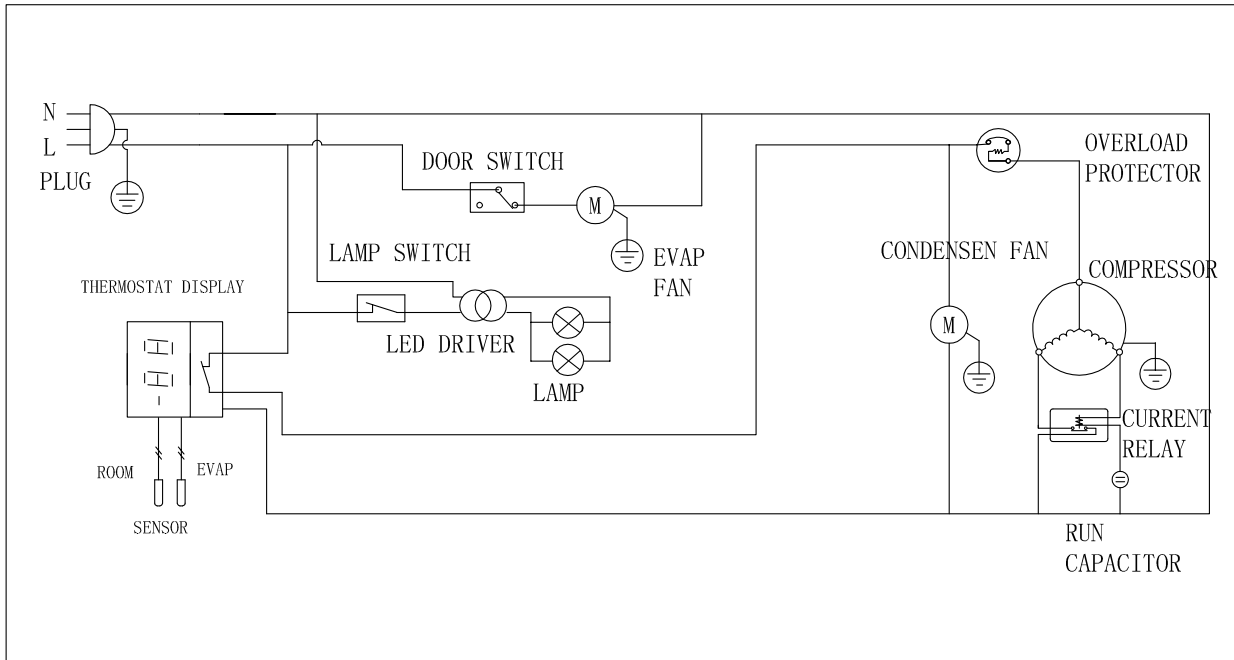 N
L
PLUG
DOOR SWITCH
M
EVAP
FAN
OVERLOAD
PROTECTOR
LAMP SWITCH
CONDENSEN FAN
COMPRESSOR
THERMOSTAT DISPLAY
LED DRIVER
M
LAMP
CURRENT
RELAY
ROOM
EVAP
SENSOR
RUN
CAPACITOR